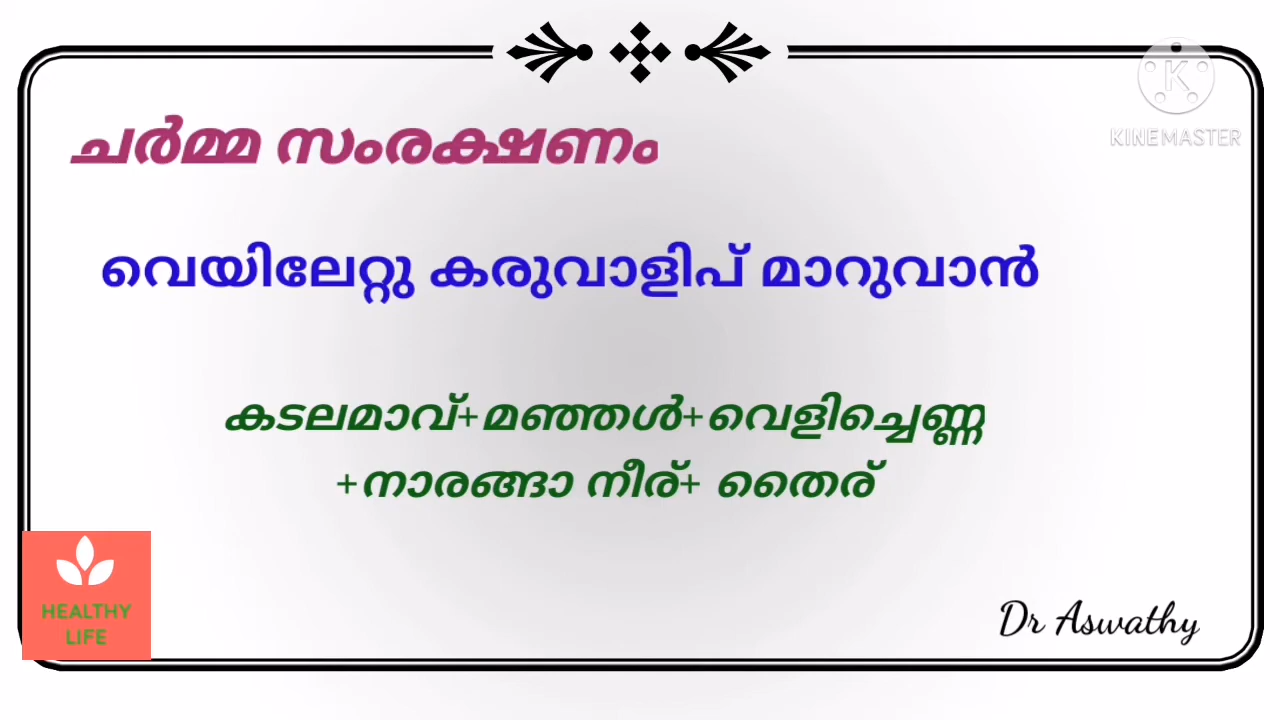 KINEMASTER
ചർമ്മ സംരക്ഷണം
വെയിലേറ്റു കരുവാളിപ് മാറുവാൻ
കടലമാവ്+മഞ്ഞൾ+വെളിച്ചെണ്ണ
+നാരങ്ങാ നീര്+ തൈര്
HEALTHY
LIFE
Dr Aswathy